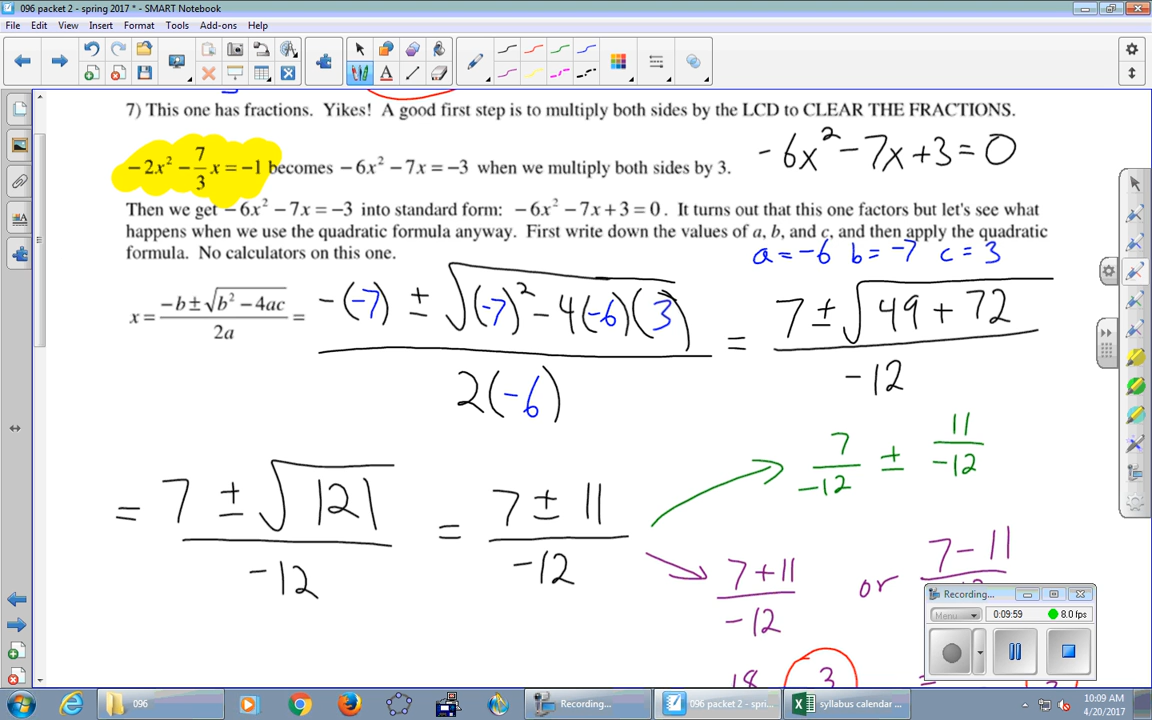 096 packet 2 - spring 2017 * - SMART Notebook
File Edit View Insert Format Tools Add-ons Help
7) This one has fractions. Yikes! A good first step is to multiply both sides by the LCD to CLEAR THE FRACTIONS.
-6x² - 7x + 3 = 0
-2x² - 7/3 x = -1 becomes -6x² - 7x = -3 when we multiply both sides by 3.
Then we get -6x² - 7x = -3 into standard form: -6x² - 7x + 3 = 0. It turns out that this one factors but let's see what
happens when we use the quadratic formula anyway. First write down the values of a, b, and c, and then apply the quadratic
formula. No calculators on this one.
a = -6 b = -7 c = 3
x = (-b ± √(b² - 4ac)) / 2a = (-(-7) ± √((-7)² - 4(-6)(3))) / 2(-6) = (7 ± √(49 + 72)) / -12
7/-12 ± 11/-12
= (7 ± √121) / -12 = (7 ± 11) / -12
(7 + 11) / -12 or 7 - 11
18 3
Recording...
Menu 0:09:59 8.0 fps
096 Recording... 096 packet 2 - spri... syllabus calendar ...
10:09 AM
4/20/2017